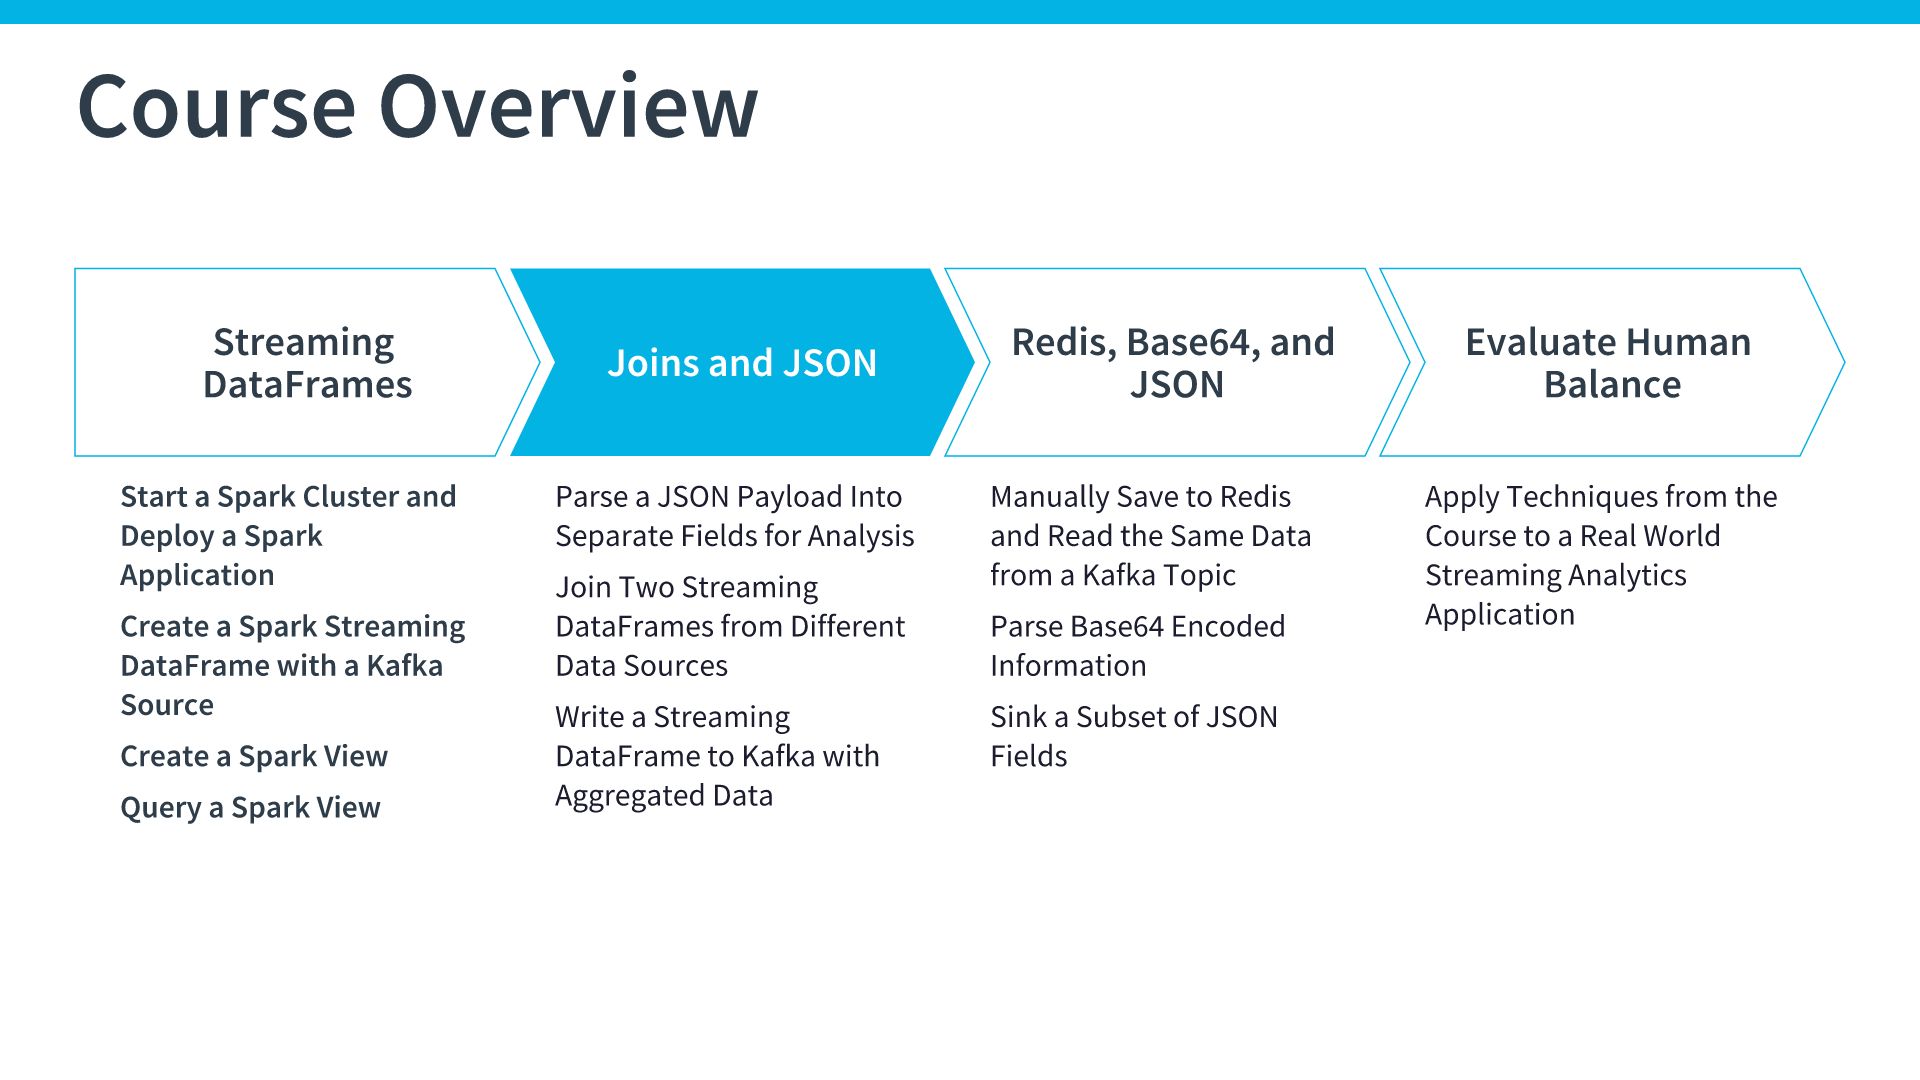 Course Overview
Streaming
DataFrames
Joins and JSON
Redis, Base64, and
JSON
Evaluate Human
Balance
Start a Spark Cluster and
Deploy a Spark
Application
Create a Spark Streaming
DataFrame with a Kafka
Source
Create a Spark View
Query a Spark View
Parse a JSON Payload Into
Separate Fields for Analysis
Join Two Streaming
DataFrames from Different
Data Sources
Write a Streaming
DataFrame to Kafka with
Aggregated Data
Manually Save to Redis
and Read the Same Data
from a Kafka Topic
Parse Base64 Encoded
Information
Sink a Subset of JSON
Fields
Apply Techniques from the
Course to a Real World
Streaming Analytics
Application